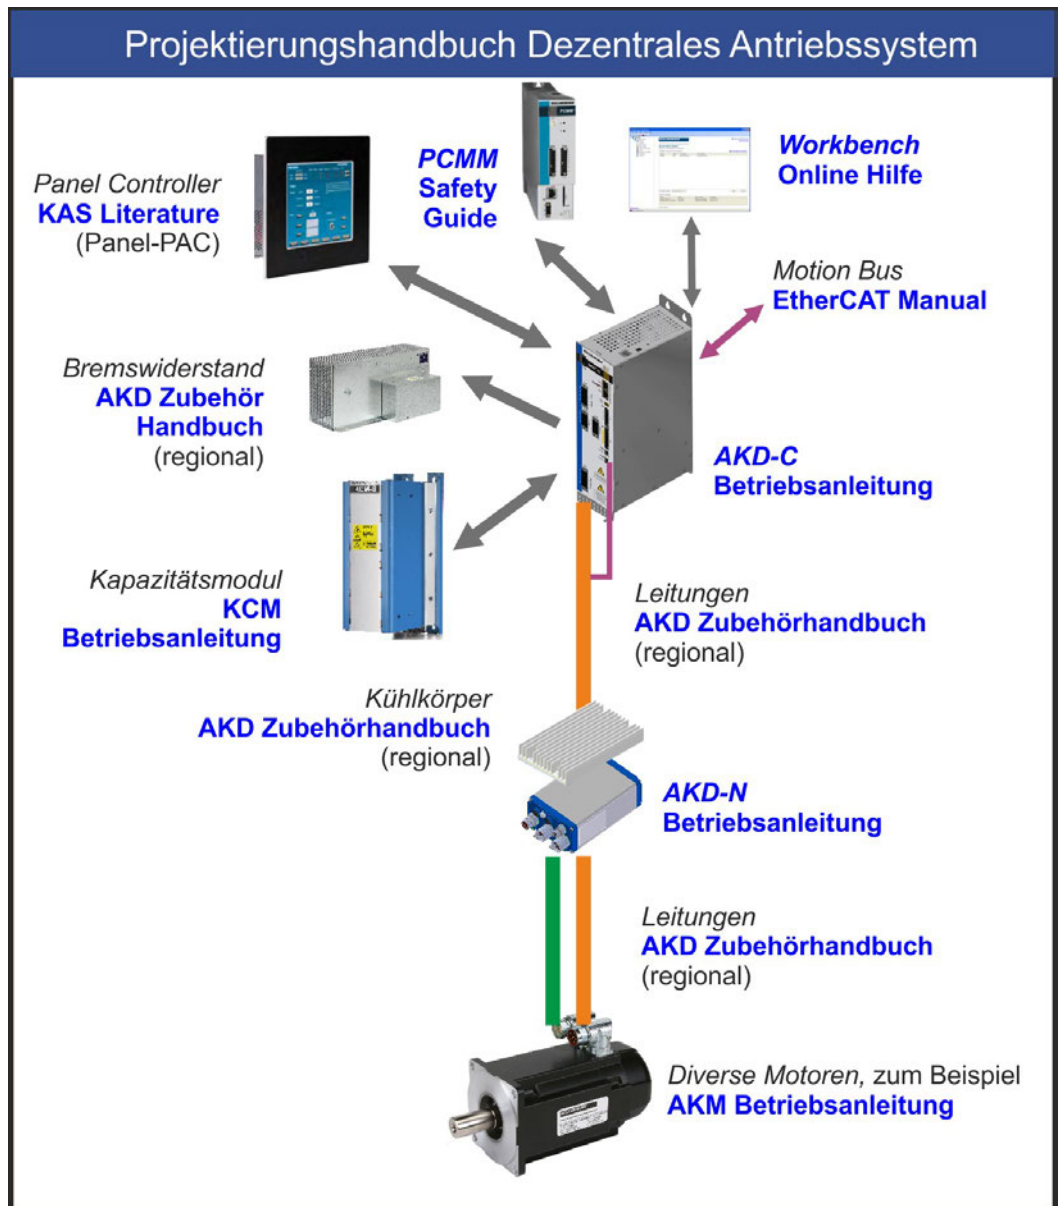 Projektierungshandbuch Dezentrales Antriebssystem
PCMM
Safety
Guide
PCMM
Workbench
Online Hilfe
Panel Controller
KAS Literature
(Panel-PAC)
Motion Bus
EtherCAT Manual
Bremswiderstand
AKD Zubehör
Handbuch
(regional)
AKD-C
Betriebsanleitung
Kapazitätsmodul
KCM
Betriebsanleitung
Leitungen
AKD Zubehörhandbuch
(regional)
Kühlkörper
AKD Zubehörhandbuch
(regional)
AKD-N
Betriebsanleitung
Leitungen
AKD Zubehörhandbuch
(regional)
Diverse Motoren, zum Beispiel
AKM Betriebsanleitung